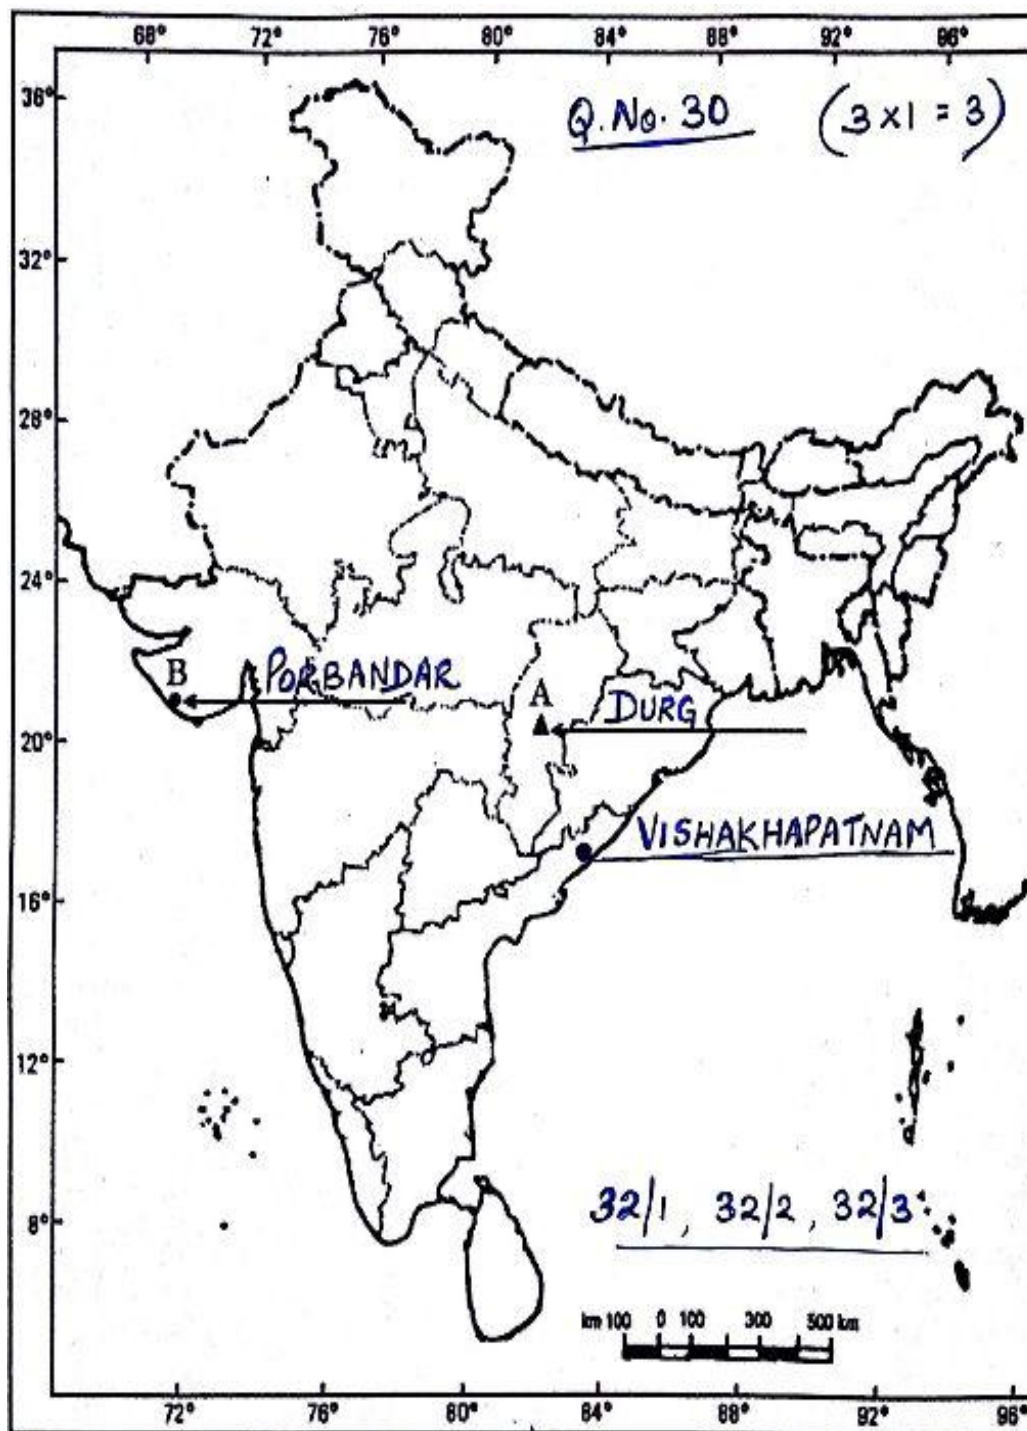 68° 72° 76° 80° 84° 88° 92° 96°
36°
Q. No. 30 (3 x 1 = 3)
32°
28°
24°
B PORBANDAR
A DURG
20°
VISHAKHAPATNAM
16°
12°
32/1, 32/2, 32/3
8°
km 100 0 100 300 500 km
72° 76° 80° 84° 88° 92° 96°